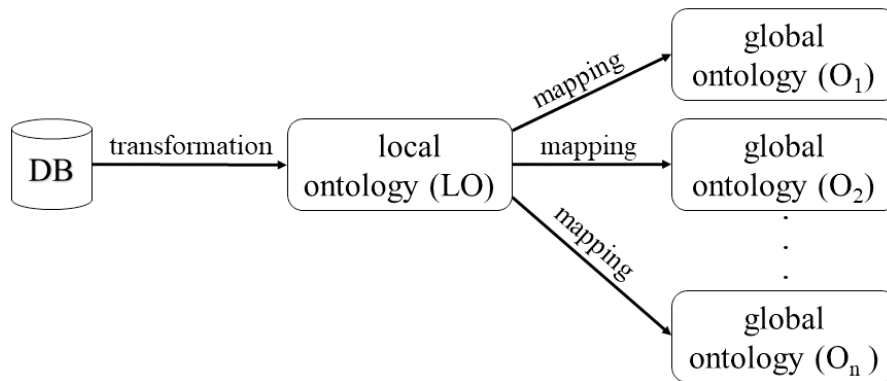 DB
transformation
local
ontology (LO)
mapping
mapping
mapping
global
ontology (O₁)
global
ontology (O₂)
global
ontology (Oₙ )